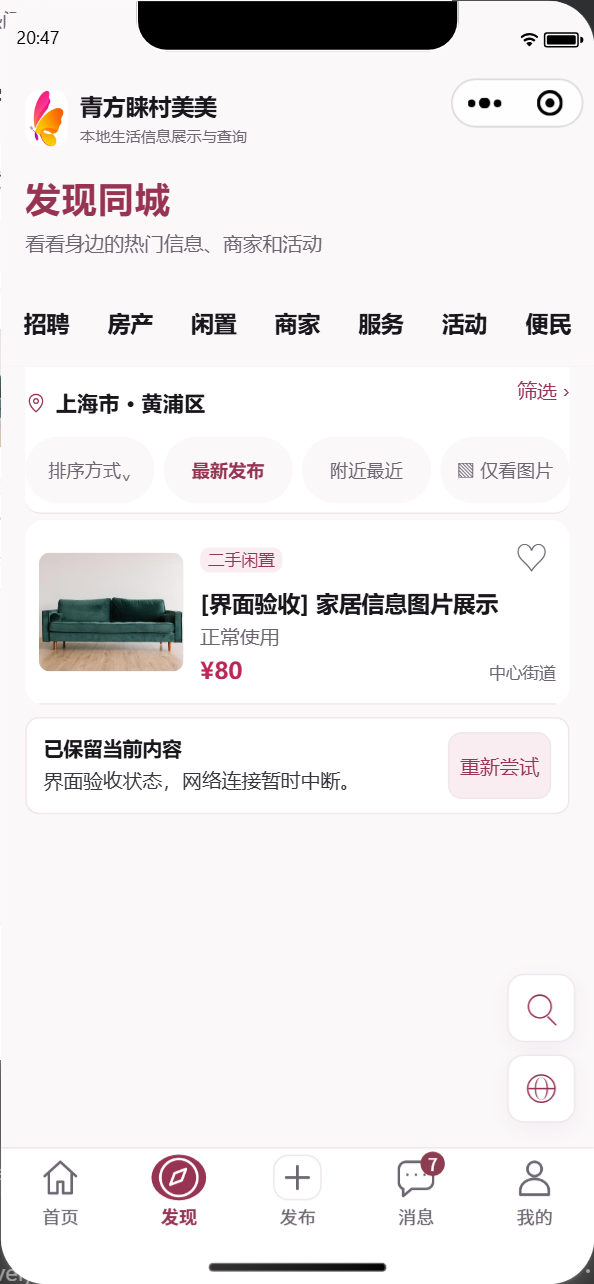 20:47
青方睐村美美
本地生活信息展示与查询
发现同城
看看身边的热门信息、商家和活动
招聘 房产 闲置 商家 服务 活动 便民
上海市・黄浦区
筛选 ›
排序方式 最新发布 附近最近 仅看图片
二手闲置
[界面验收] 家居信息图片展示
正常使用
¥80
中心街道
已保留当前内容
界面验收状态，网络连接暂时中断。
重新尝试
7
首页 发现 发布 消息 我的